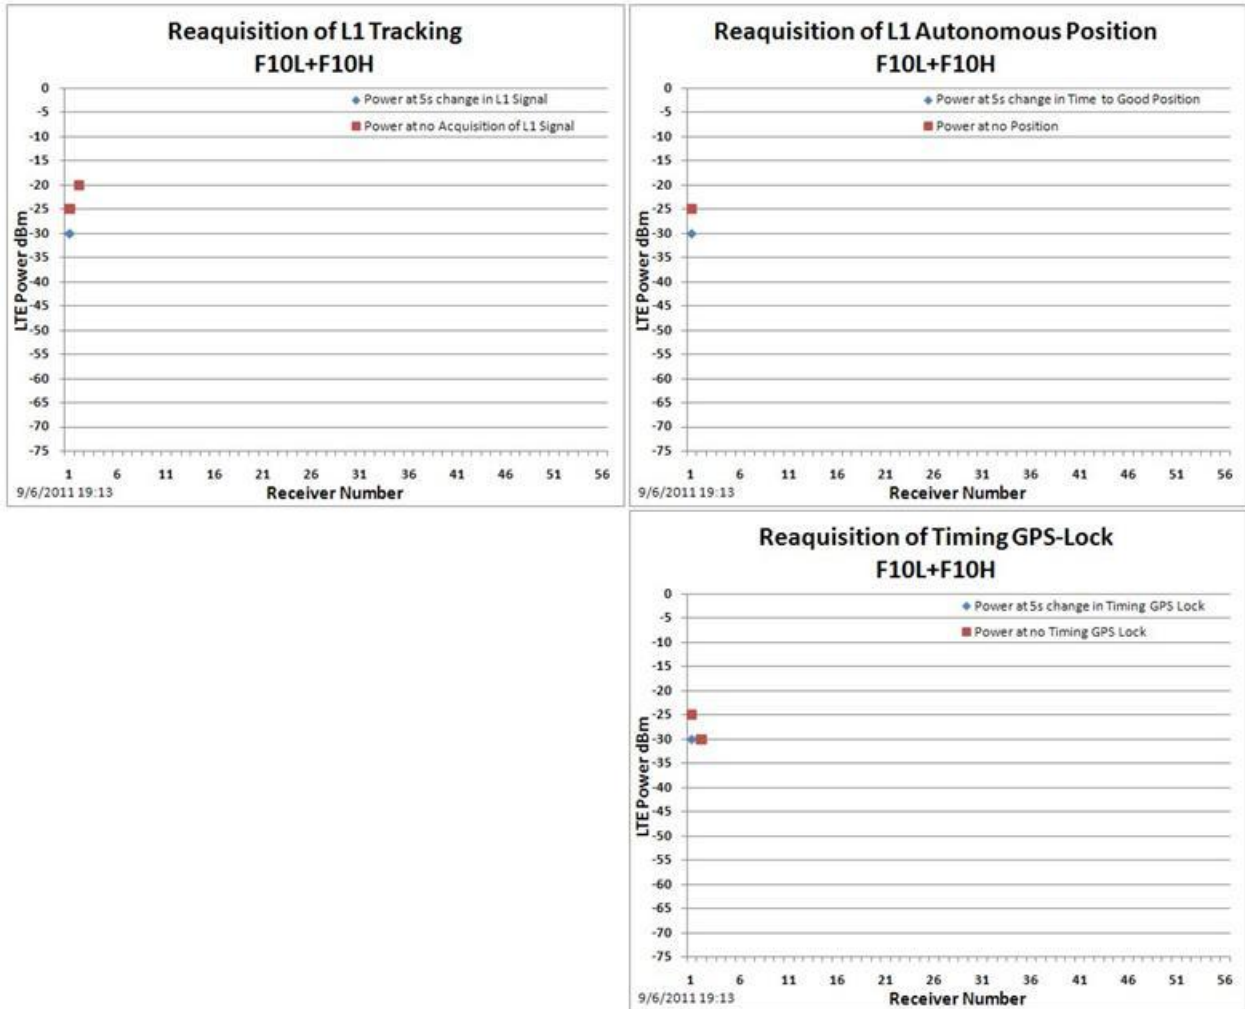 Reaquisition of L1 Tracking
F10L+F10H
Power at 5s change in L1 Signal
Power at no Acquisition of L1 Signal
LTE Power dBm
0
-5
-10
-15
-20
-25
-30
-35
-40
-45
-50
-55
-60
-65
-70
-75
1 6 11 16 21 26 31 36 41 46 51 56
Receiver Number
9/6/2011 19:13
Reaquisition of L1 Autonomous Position
F10L+F10H
Power at 5s change in Time to Good Position
Power at no Position
LTE Power dBm
0
-5
-10
-15
-20
-25
-30
-35
-40
-45
-50
-55
-60
-65
-70
-75
1 6 11 16 21 26 31 36 41 46 51 56
Receiver Number
9/6/2011 19:13
Reaquisition of Timing GPS-Lock
F10L+F10H
Power at 5s change in Timing GPS Lock
Power at no Timing GPS Lock
LTE Power dBm
0
-5
-10
-15
-20
-25
-30
-35
-40
-45
-50
-55
-60
-65
-70
-75
1 6 11 16 21 26 31 36 41 46 51 56
Receiver Number
9/6/2011 19:13